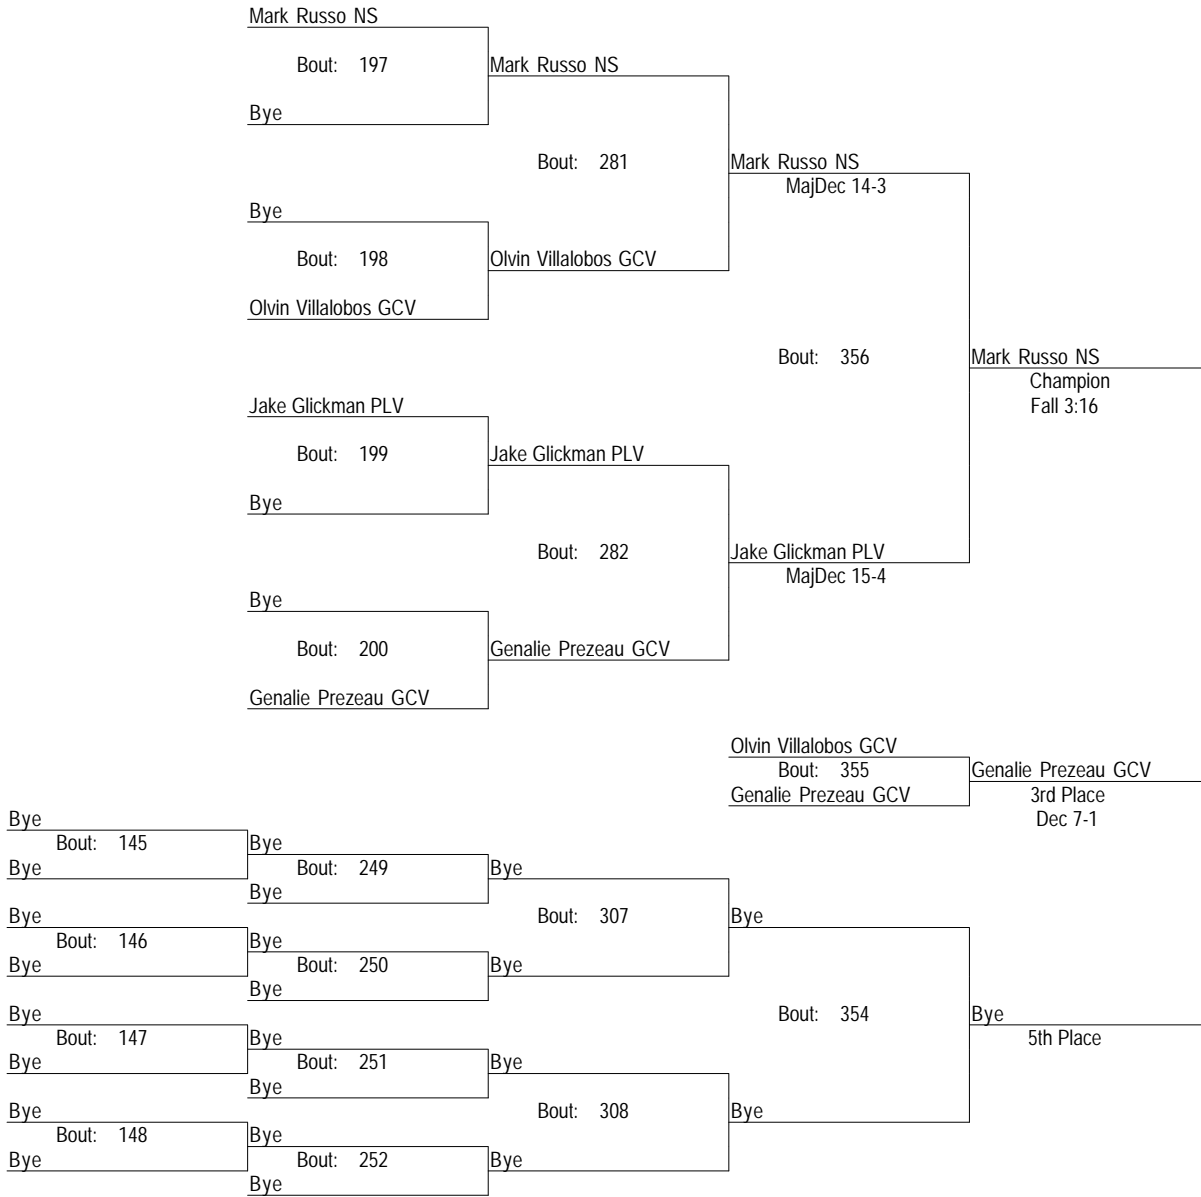 Mark Russo NS
Bout: 197 Mark Russo NS
Bye
Bout: 281 Mark Russo NS
MajDec 14-3
Bye
Bout: 198 Olvin Villalobos GCV
Olvin Villalobos GCV
Bout: 356 Mark Russo NS
Champion
Jake Glickman PLV Fall 3:16
Bout: 199 Jake Glickman PLV
Bye
Bout: 282 Jake Glickman PLV
MajDec 15-4
Bye
Bout: 200 Genalie Prezeau GCV
Genalie Prezeau GCV
Olvin Villalobos GCV
Bout: 355 Genalie Prezeau GCV
Genalie Prezeau GCV 3rd Place
Bye Dec 7-1
Bout: 145 Bye
Bye Bout: 249 Bye
Bye
Bye Bout: 307 Bye
Bout: 146 Bye
Bye Bout: 250 Bye
Bye
Bye Bout: 354 Bye
Bout: 147 Bye 5th Place
Bye Bout: 251 Bye
Bye
Bye Bout: 308 Bye
Bout: 148 Bye
Bye Bout: 252 Bye
Bye